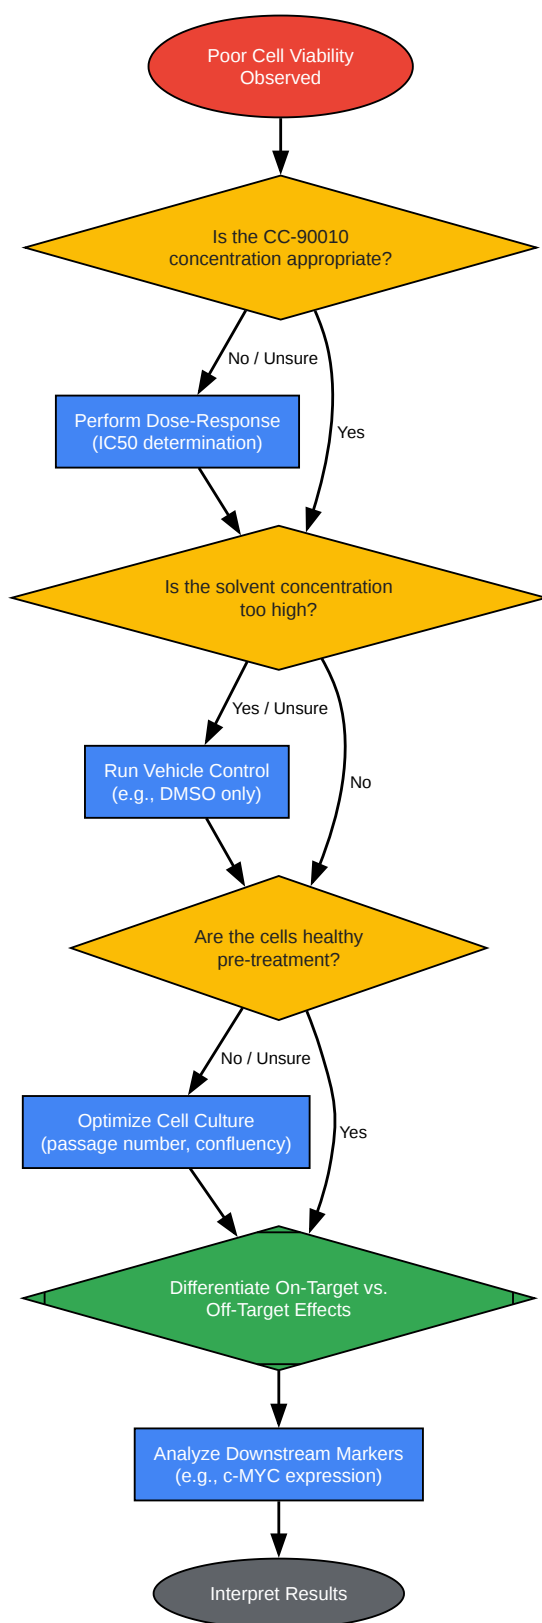 Poor Cell Viability
Observed
Is the CC-90010
concentration appropriate?
No / Unsure
Yes
Perform Dose-Response
(IC50 determination)
Is the solvent concentration
too high?
Yes / Unsure
No
Run Vehicle Control
(e.g., DMSO only)
Are the cells healthy
pre-treatment?
No / Unsure
Yes
Optimize Cell Culture
(passage number, confluency)
Differentiate On-Target vs.
Off-Target Effects
Analyze Downstream Markers
(e.g., c-MYC expression)
Interpret Results